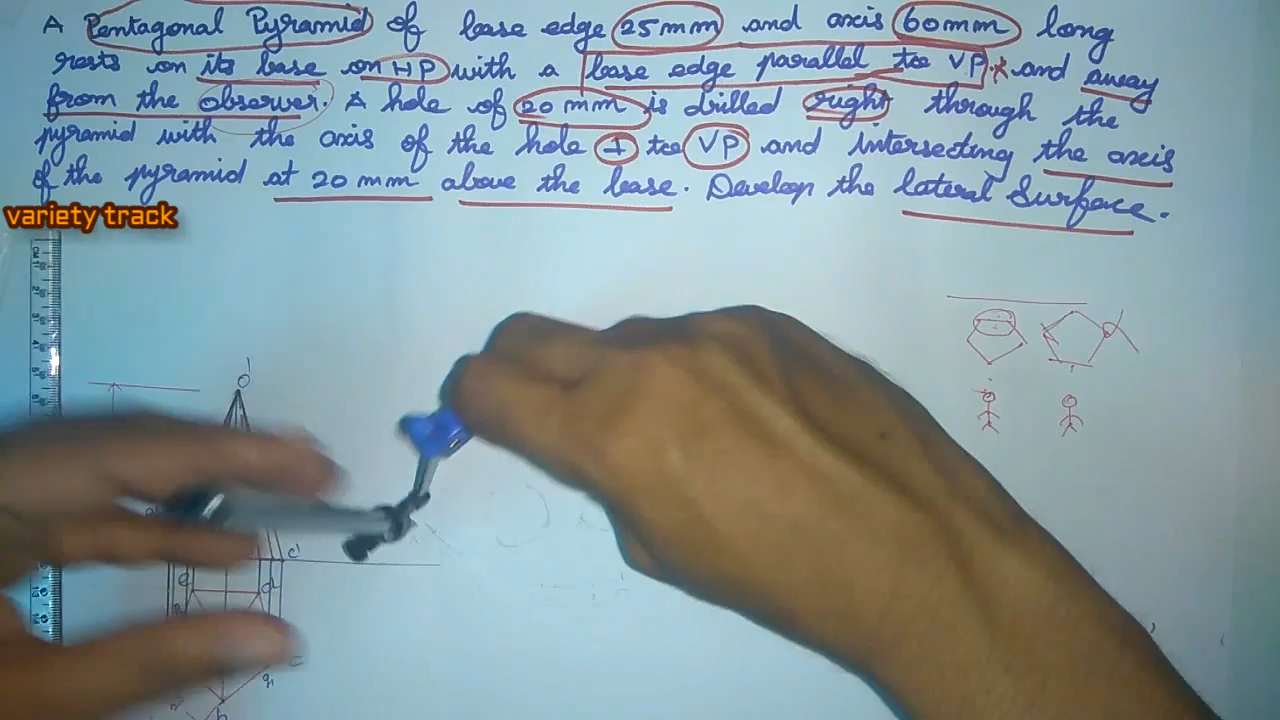 A Pentagonal Pyramid of base edge 25mm and axis 60mm long
rests on its base on HP with a base edge parallel to VP and away
from the observer. A hole of 20 mm is drilled right through the
pyramid with the axis of the hole ⊥ to VP and intersecting the axis
of the pyramid at 20 mm above the base. Develop the lateral Surface.
variety track
o'
c'
e
d
c
q₁
b